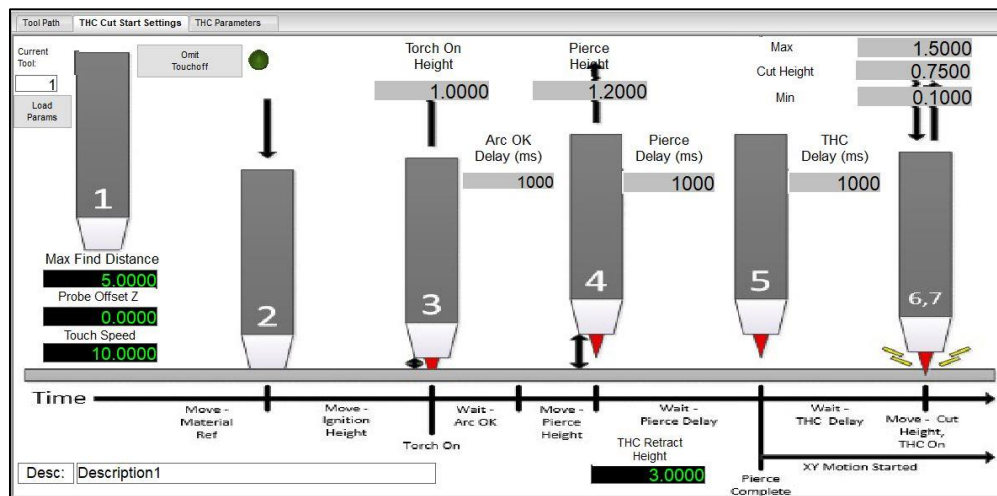 Tool Path THC Cut Start Settings THC Parameters
Current
Tool:
1
Load
Params
Omit
Touchoff
Torch On
Height
1.0000
Pierce
Height
1.2000
Max 1.5000
Cut Height 0.7500
Min 0.1000
Arc OK
Delay (ms)
1000
Pierce
Delay (ms)
1000
THC
Delay (ms)
1000
1
2
3
4
5
6,7
Max Find Distance
5.0000
Probe Offset Z
0.0000
Touch Speed
10.0000
Time
Move -
Material
Ref
Move -
Ignition
Height
Torch On
Wait -
Arc OK
Move -
Pierce
Height
Wait -
Pierce Delay
Pierce
Complete
Wait -
THC Delay
Move - Cut
Height,
THC On
XY Motion Started
THC Retract
Height
3.0000
Desc: Description1